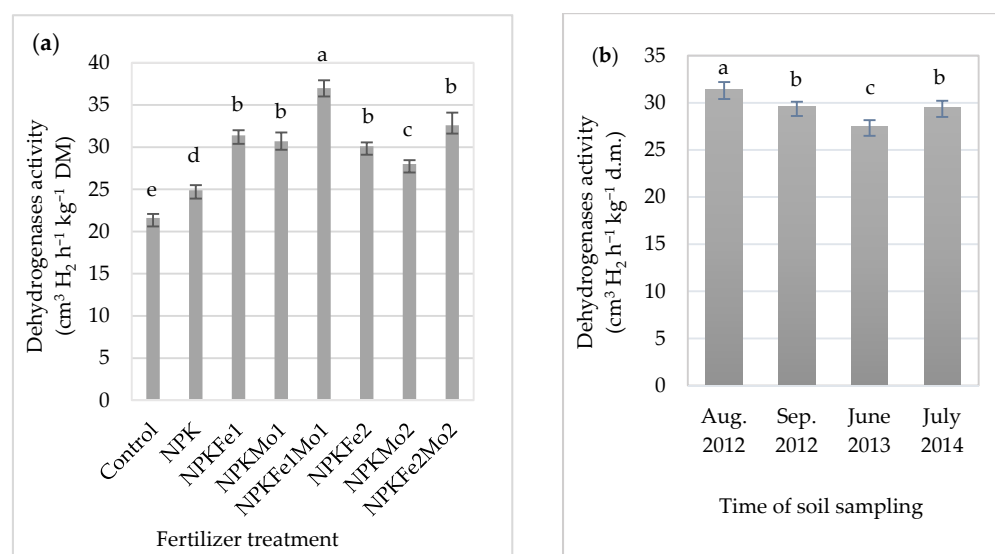 (a)
Dehydrogenases activity
(cm³ H₂ h⁻¹ kg⁻¹ DM)
40
35
30
25
20
15
10
5
0
e
d
b
b
a
b
c
b
Control
NPK
NPKFe1
NPKMo1
NPKFe1Mo1
NPKFe2
NPKMo2
NPKFe2Mo2
Fertilizer treatment
(b)
Dehydrogenases activity
(cm³ H₂ h⁻¹ kg⁻¹ d.m.)
35
30
25
20
15
10
5
0
a
b
c
b
Aug. 2012
Sep. 2012
June 2013
July 2014
Time of soil sampling